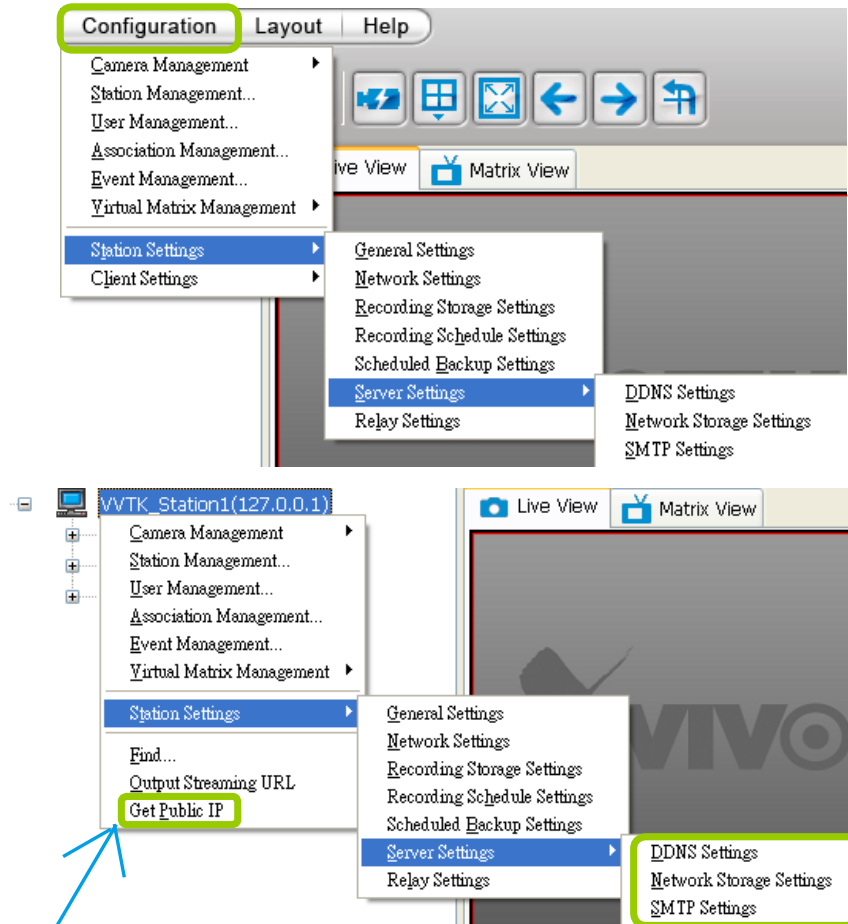 Configuration Layout Help
Camera Management
Station Management...
User Management...
Association Management...
Event Management...
Virtual Matrix Management
Station Settings
Client Settings
ive View Matrix View
General Settings
Network Settings
Recording Storage Settings
Recording Schedule Settings
Scheduled Backup Settings
Server Settings
Relay Settings
DDNS Settings
Network Storage Settings
SMTP Settings
VVTK_Station1(127.0.0.1)
Live View Matrix View
Camera Management
Station Management...
User Management...
Association Management...
Event Management...
Virtual Matrix Management
Station Settings
Find...
Output Streaming URL
Get Public IP
General Settings
Network Settings
Recording Storage Settings
Recording Schedule Settings
Scheduled Backup Settings
Server Settings
Relay Settings
DDNS Settings
Network Storage Settings
SMTP Settings
VIVO